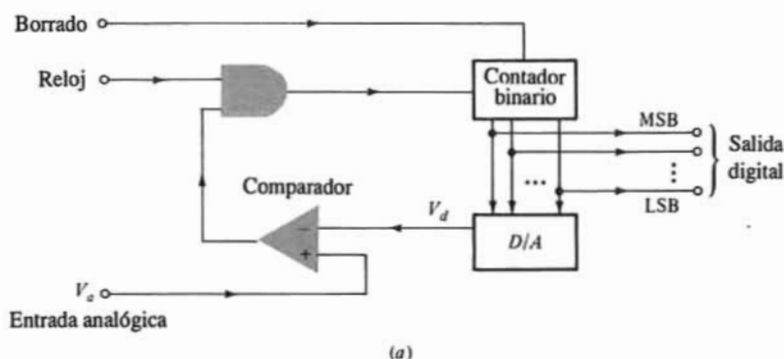 Borrado
Reloj
Contador
binario
MSB
Salida
digital
...
⋮
LSB
Comparador
V_d
D/A
−
+
V_a
Entrada analógica
(a)